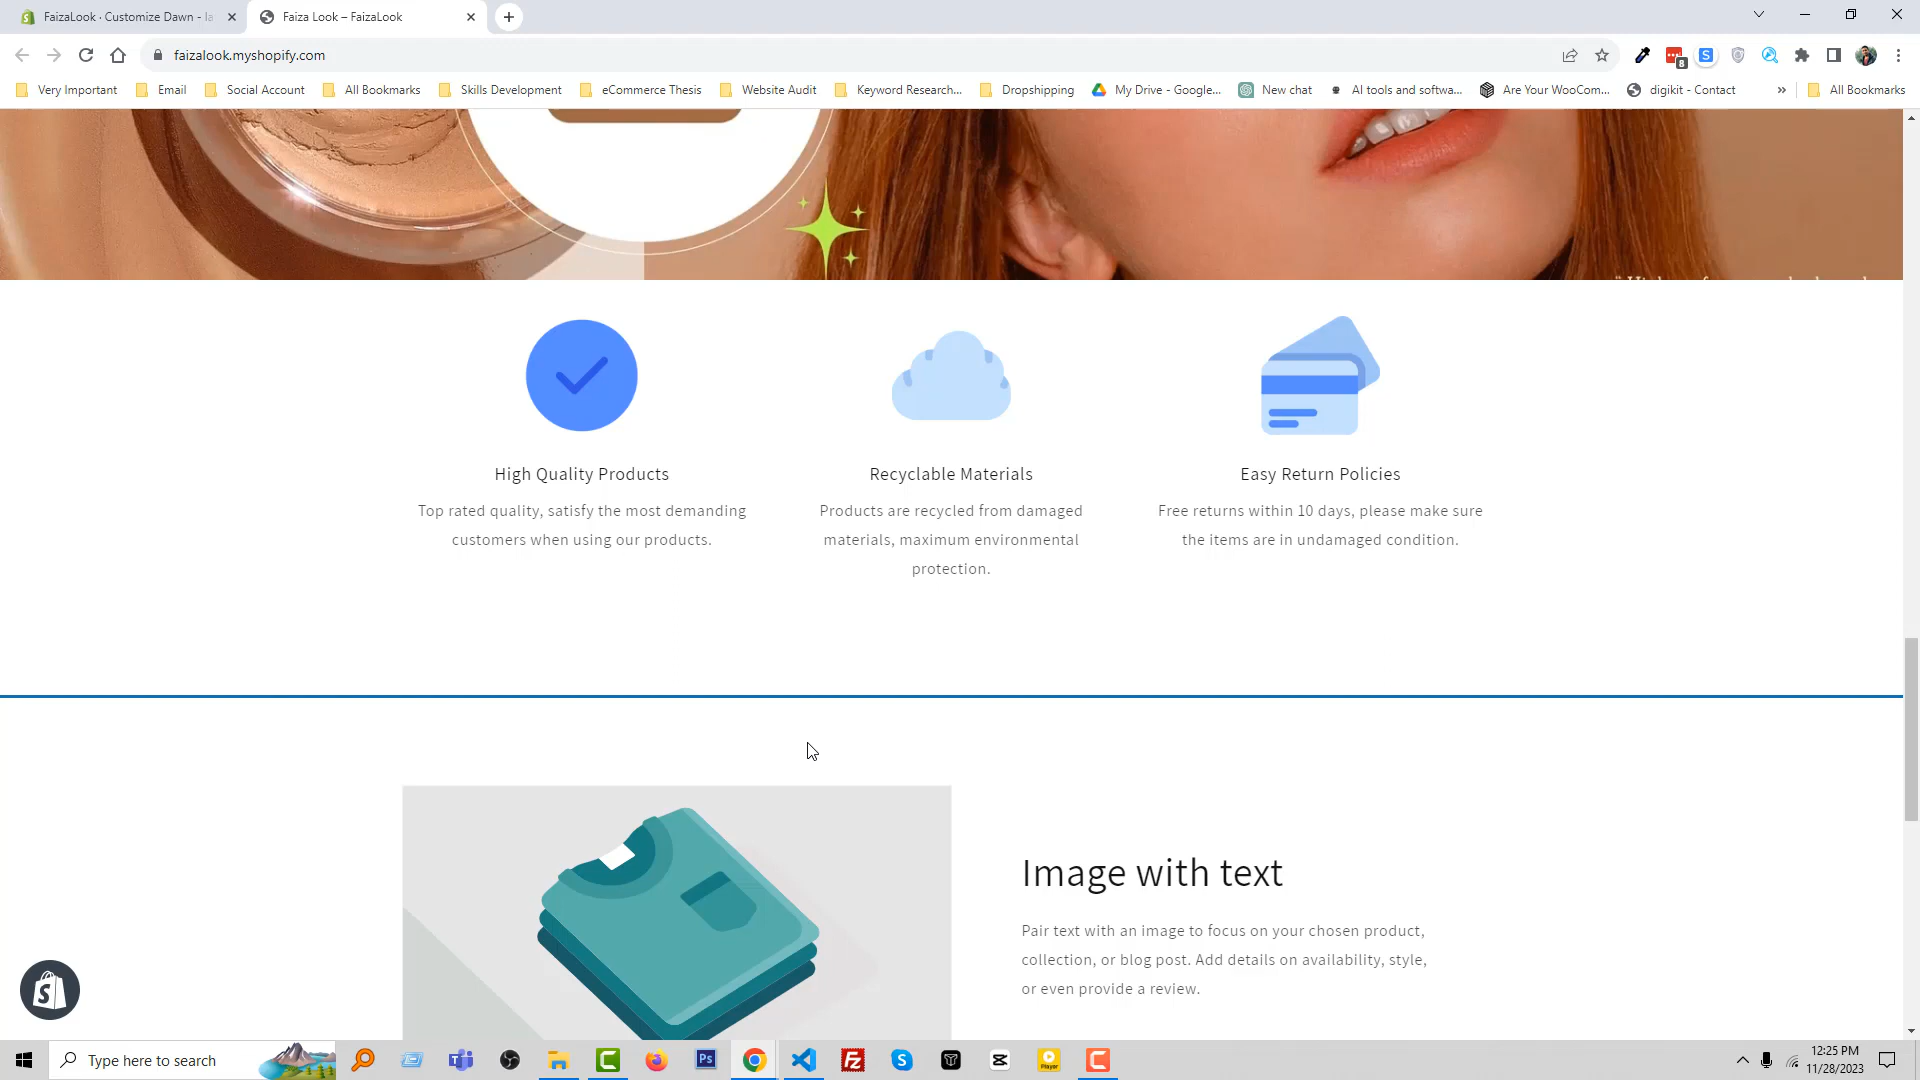 FaizaLook · Customize Dawn - la
Faiza Look – FaizaLook
faizalook.myshopify.com
8
Very Important
Email
Social Account
All Bookmarks
Skills Development
eCommerce Thesis
Website Audit
Keyword Research...
Dropshipping
My Drive - Google...
New chat
AI tools and softwa...
Are Your WooCom...
digikit - Contact
»
All Bookmarks
High Quality Products
Top rated quality, satisfy the most demanding
customers when using our products.
Recyclable Materials
Products are recycled from damaged
materials, maximum environmental
protection.
Easy Return Policies
Free returns within 10 days, please make sure
the items are in undamaged condition.
Image with text
Pair text with an image to focus on your chosen product,
collection, or blog post. Add details on availability, style,
or even provide a review.
Type here to search
12:25 PM
11/28/2023